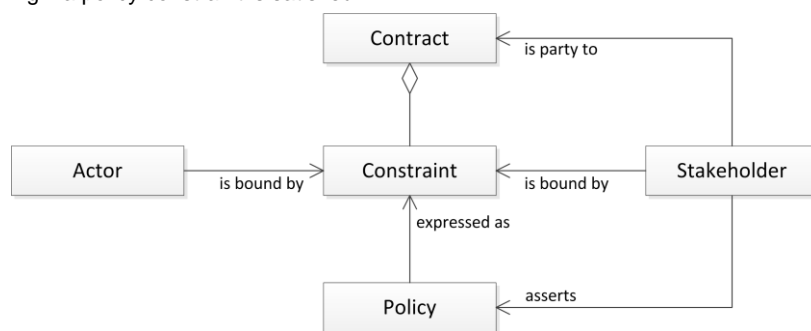 Contract
is party to
Actor
is bound by
Constraint
is bound by
Stakeholder
expressed as
Policy
asserts